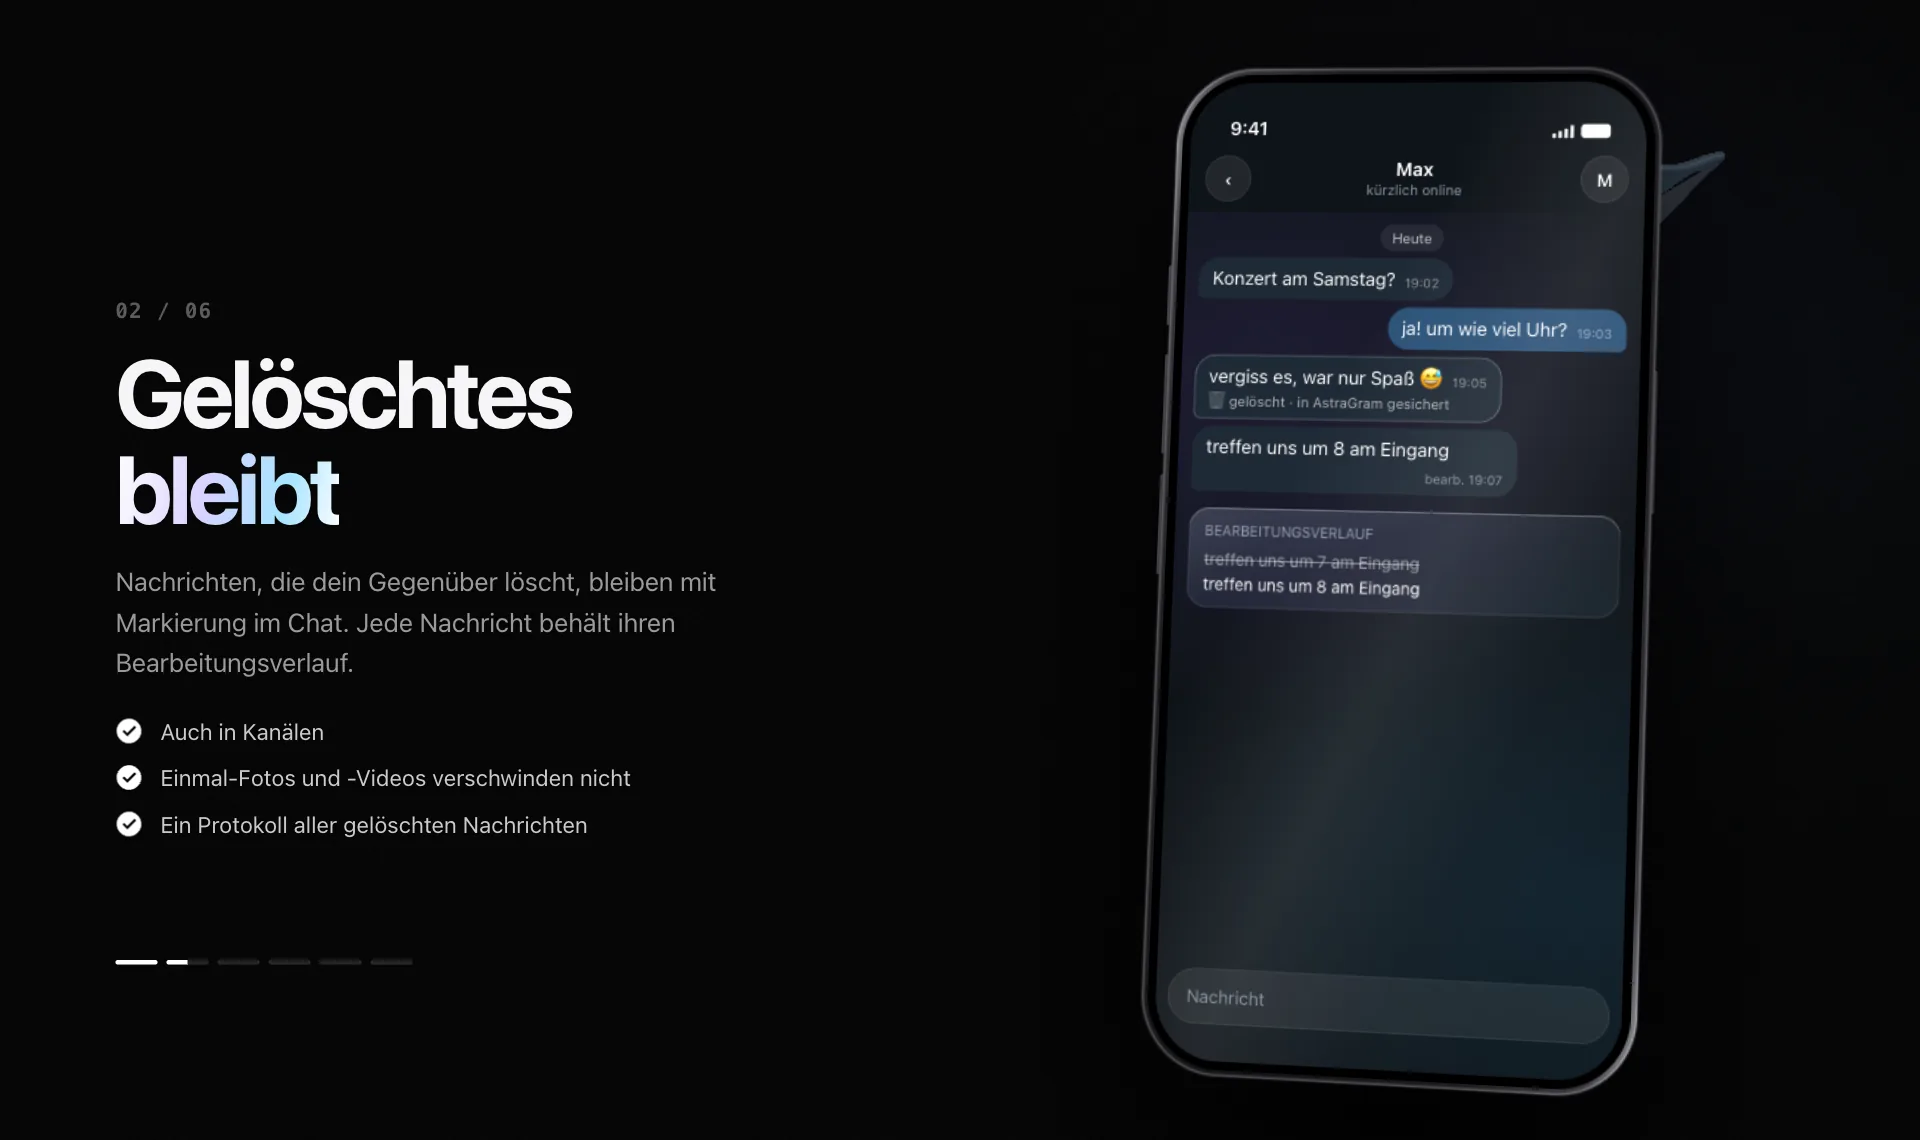 02 / 06
Gelöschtes
bleibt
Nachrichten, die dein Gegenüber löscht, bleiben mit
Markierung im Chat. Jede Nachricht behält ihren
Bearbeitungsverlauf.
Auch in Kanälen
Einmal-Fotos und -Videos verschwinden nicht
Ein Protokoll aller gelöschten Nachrichten
9:41
‹
Max
M
kürzlich online
Heute
Konzert am Samstag? 19:02
ja! um wie viel Uhr? 19:03
vergiss es, war nur Spaß 😅 19:05
🗑 gelöscht · in AstraGram gesichert
treffen uns um 8 am Eingang
bearb. 19:07
BEARBEITUNGSVERLAUF
treffen uns um 7 am Eingang
treffen uns um 8 am Eingang
Nachricht